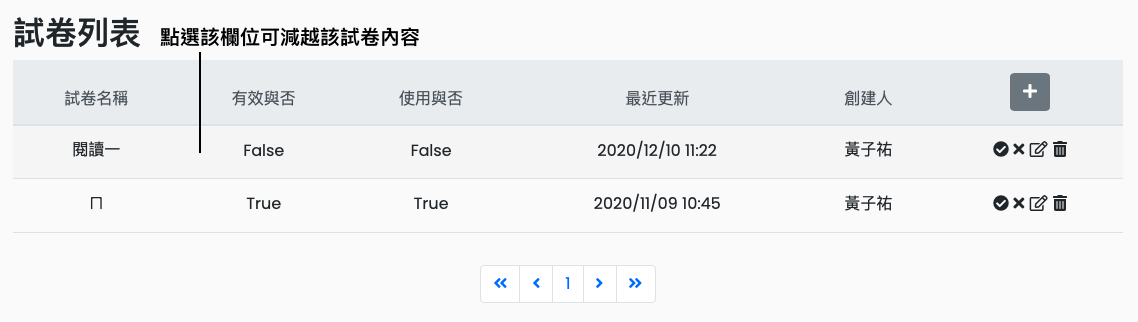 試卷列表 點選該欄位可減越該試卷內容
試卷名稱 有效與否 使用與否 最近更新 創建人
閱讀一 False False 2020/12/10 11:22 黃子祐
ㄇ True True 2020/11/09 10:45 黃子祐
« ‹ 1 › »